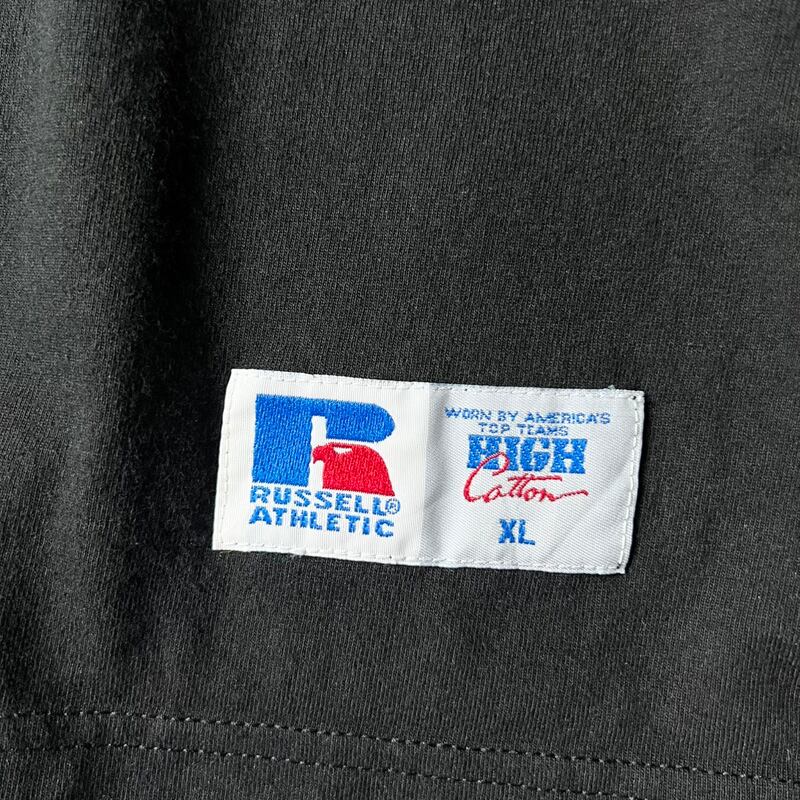 R
RUSSELL®
ATHLETIC
WORN BY AMERICA'S
TOP TEAMS
HIGH
Cotton
XL